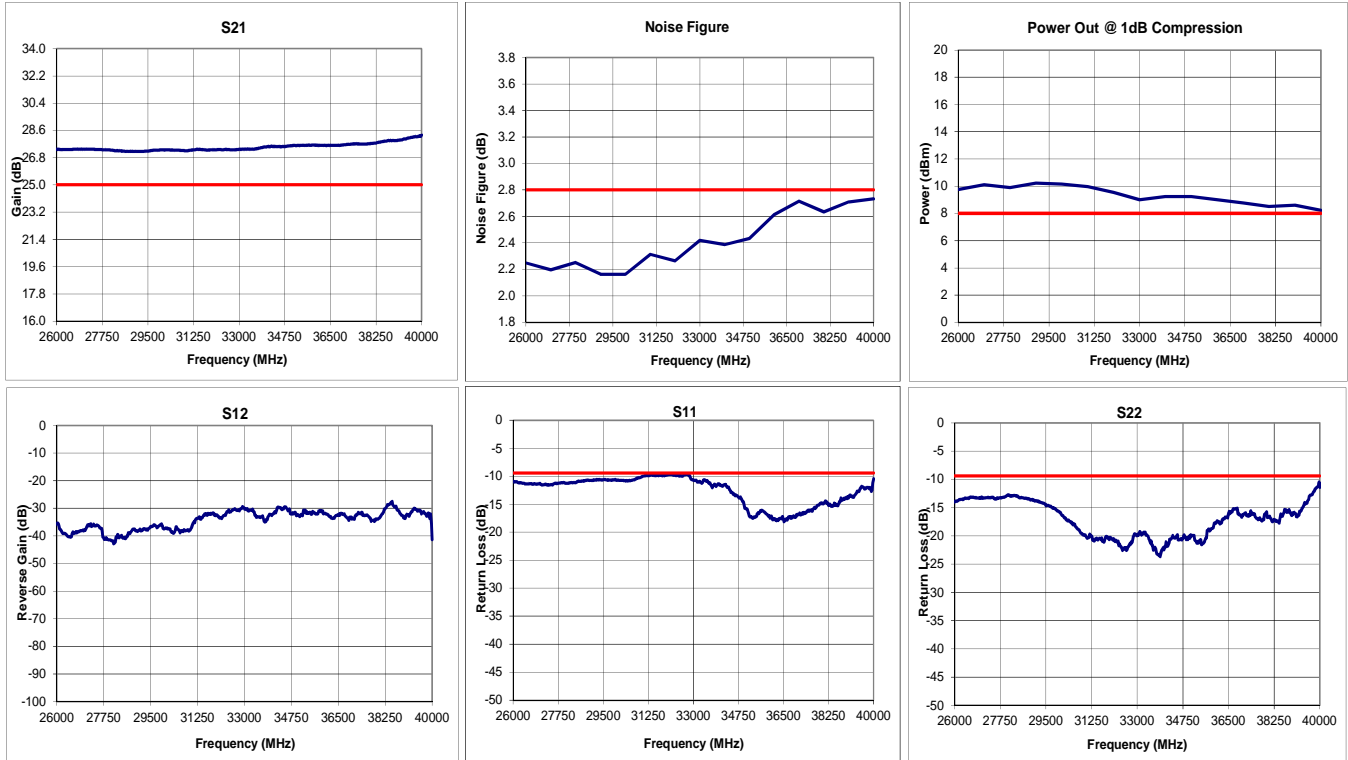 S21
Gain (dB)
34.0
32.2
30.4
28.6
26.8
25.0
23.2
21.4
19.6
17.8
16.0
26000 27750 29500 31250 33000 34750 36500 38250 40000
Frequency (MHz)
Noise Figure
Noise Figure (dB)
3.8
3.6
3.4
3.2
3.0
2.8
2.6
2.4
2.2
2.0
1.8
26000 27750 29500 31250 33000 34750 36500 38250 40000
Frequency (MHz)
Power Out @ 1dB Compression
Power (dBm)
20
18
16
14
12
10
8
6
4
2
0
26000 27750 29500 31250 33000 34750 36500 38250 40000
Frequency (MHz)
S12
Reverse Gain (dB)
0
-10
-20
-30
-40
-50
-60
-70
-80
-90
-100
26000 27750 29500 31250 33000 34750 36500 38250 40000
Frequency (MHz)
S11
Return Loss (dB)
0
-5
-10
-15
-20
-25
-30
-35
-40
-45
-50
26000 27750 29500 31250 33000 34750 36500 38250 40000
Frequency (MHz)
S22
Return Loss (dB)
0
-5
-10
-15
-20
-25
-30
-35
-40
-45
-50
26000 27750 29500 31250 33000 34750 36500 38250 40000
Frequency (MHz)